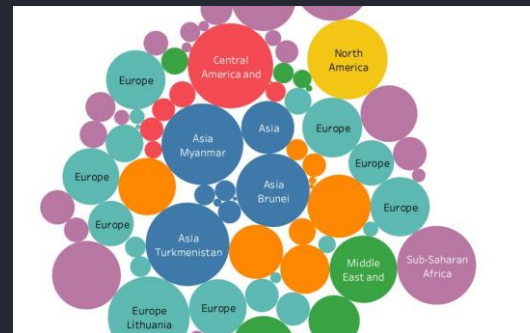 Central
America and
North
America
Europe
Asia
Myanmar
Asia
Europe
Europe
Europe
Asia
Brunei
Europe
Europe
Asia
Turkmenistan
Middle
East and
Sub-Saharan
Africa
Europe
Lithuania
Europe